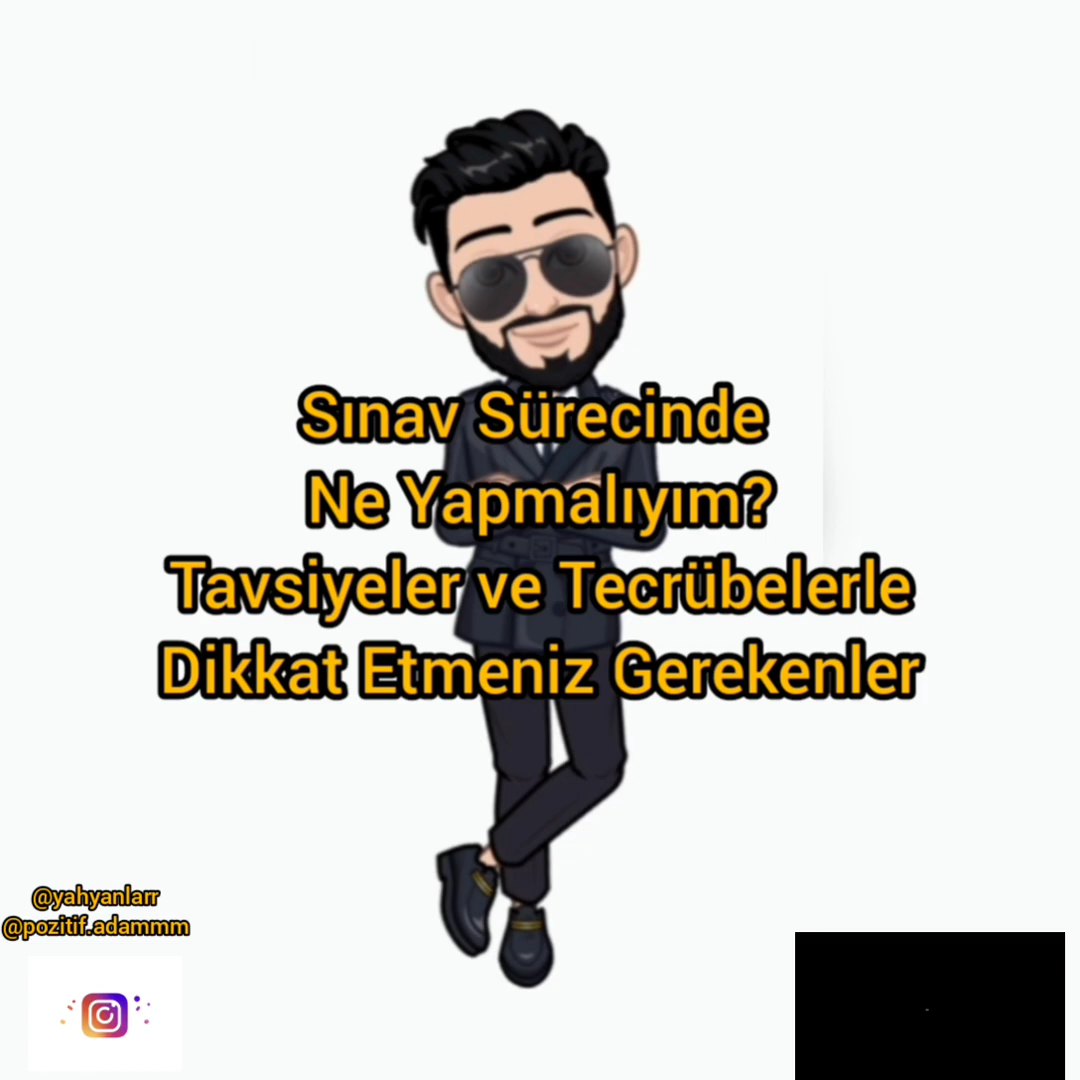 Sınav Sürecinde
Ne Yapmalıyım?
Tavsiyeler ve Tecrübelerle
Dikkat Etmeniz Gerekenler
@yahyanlarr
@pozitif.adammm